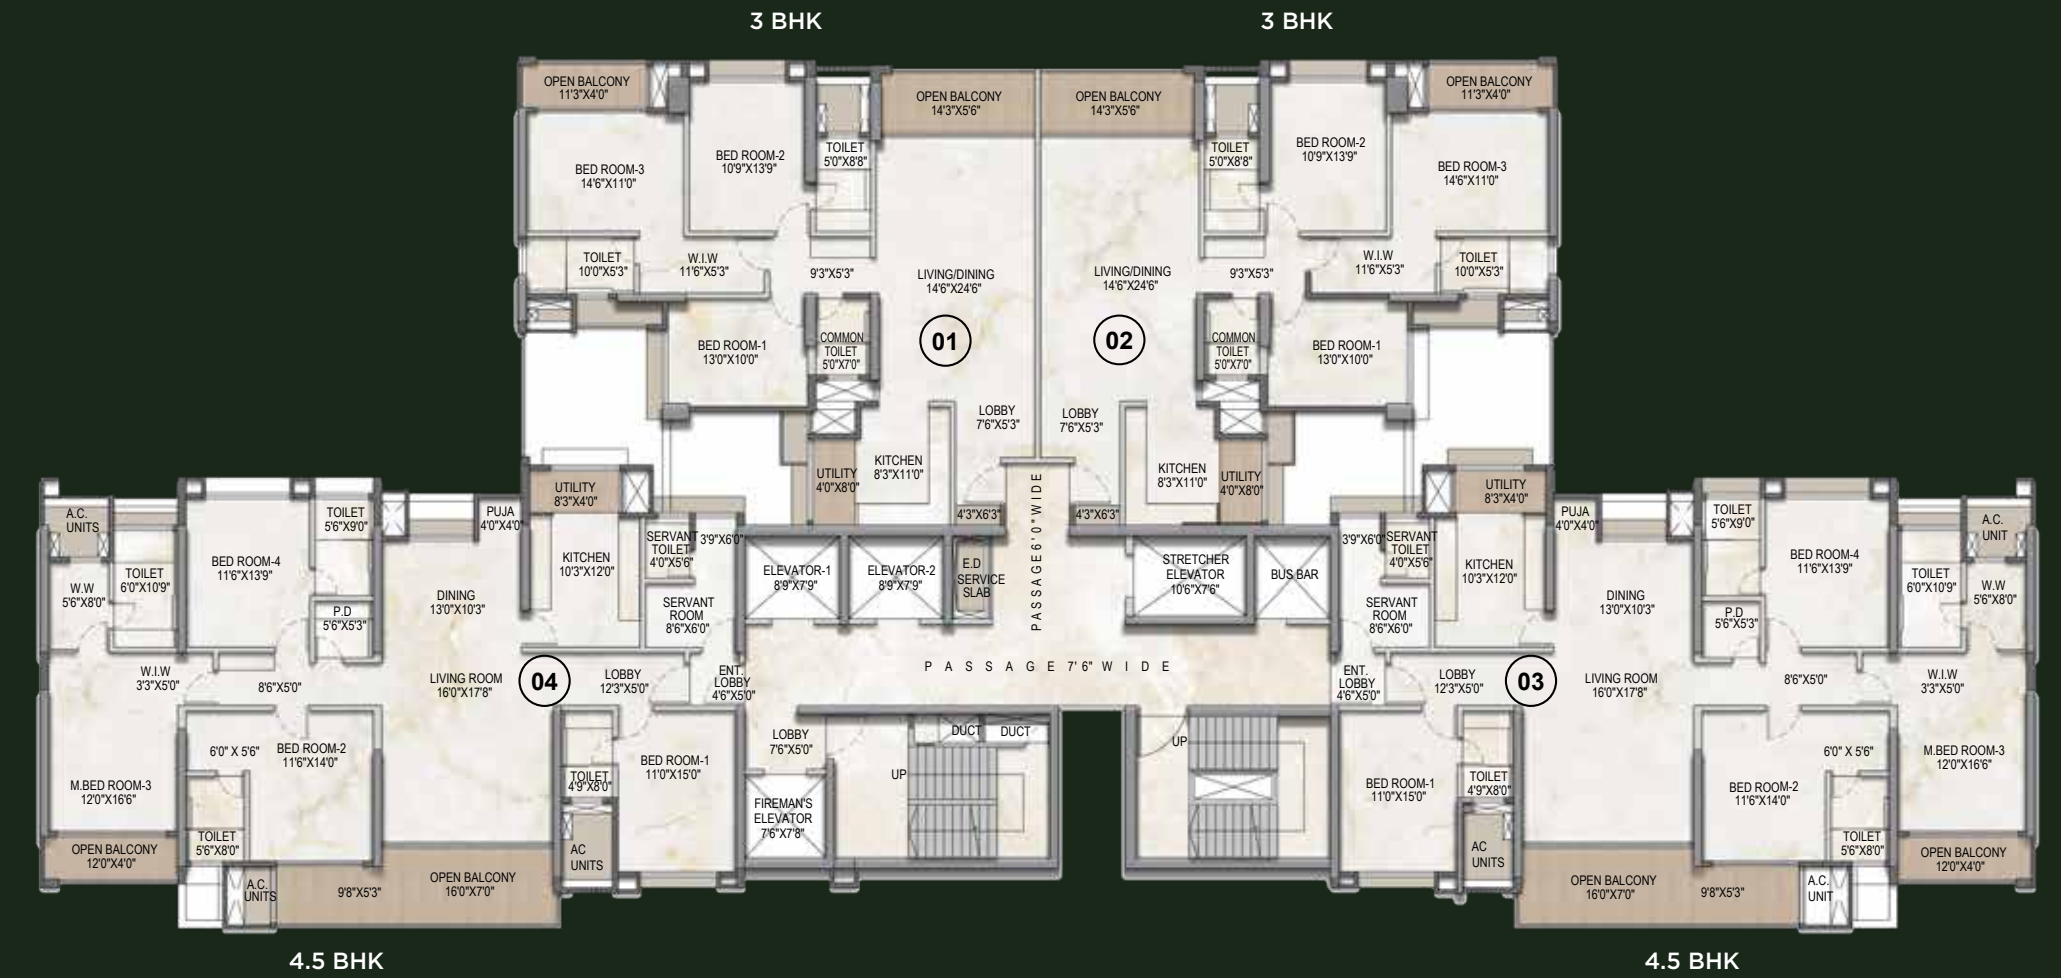 3 BHK
3 BHK
OPEN BALCONY
11'3"X4'0"
OPEN BALCONY
14'3"X5'6"
OPEN BALCONY
14'3"X5'6"
OPEN BALCONY
11'3"X4'0"
BED ROOM-3
14'6"X11'0"
BED ROOM-2
10'9"X13'9"
TOILET
5'0"X8'8"
TOILET
5'0"X8'8"
BED ROOM-2
10'9"X13'9"
BED ROOM-3
14'6"X11'0"
TOILET
10'0"X5'3"
W.I.W
11'6"X5'3"
9'3"X5'3"
LIVING/DINING
14'6"X24'6"
LIVING/DINING
14'6"X24'6"
9'3"X5'3"
W.I.W
11'6"X5'3"
TOILET
10'0"X5'3"
BED ROOM-1
13'0"X10'0"
COMMON
TOILET
5'0"X7'0"
01
02
COMMON
TOILET
5'0"X7'0"
BED ROOM-1
13'0"X10'0"
LOBBY
7'6"X5'3"
LOBBY
7'6"X5'3"
UTILITY
4'0"X8'0"
KITCHEN
8'3"X11'0"
4'3"X6'3"
PASSAGE 6'0" WIDE
4'3"X6'3"
KITCHEN
8'3"X11'0"
UTILITY
4'0"X8'0"
A.C.
UNITS
TOILET
5'6"X9'0"
PUJA
4'0"X4'0"
UTILITY
8'3"X4'0"
W.W
5'6"X8'0"
TOILET
6'0"X10'9"
BED ROOM-4
11'6"X13'9"
P.D
5'6"X5'3"
DINING
13'0"X10'3"
KITCHEN
10'3"X12'0"
SERVANT
TOILET
4'0"X5'6"
3'9"X6'0"
SERVANT
ROOM
8'6"X6'0"
ELEVATOR-1
8'9"X7'9"
ELEVATOR-2
8'9"X7'9"
E.D
SERVICE
SLAB
STRETCHER
ELEVATOR
10'6"X7'6"
BUS BAR
3'9"X6'0"
SERVANT
TOILET
4'0"X5'6"
SERVANT
ROOM
8'6"X6'0"
UTILITY
8'3"X4'0"
KITCHEN
10'3"X12'0"
PUJA
4'0"X4'0"
DINING
13'0"X10'3"
TOILET
5'6"X9'0"
P.D
5'6"X5'3"
BED ROOM-4
11'6"X13'9"
TOILET
6'0"X10'9"
A.C.
UNIT
W.W
5'6"X8'0"
W.I.W
3'3"X5'0"
8'6"X5'0"
LIVING ROOM
16'0"X17'8"
04
LOBBY
12'3"X5'0"
ENT.
LOBBY
4'6"X5'0"
PASSAGE 7'6" WIDE
ENT.
LOBBY
4'6"X5'0"
LOBBY
12'3"X5'0"
03
LIVING ROOM
16'0"X17'8"
8'6"X5'0"
W.I.W
3'3"X5'0"
M.BED ROOM-3
12'0"X16'6"
6'0" X 5'6"
BED ROOM-2
11'6"X14'0"
TOILET
5'6"X8'0"
TOILET
4'9"X8'0"
BED ROOM-1
11'0"X15'0"
LOBBY
7'6"X5'0"
FIREMAN'S
ELEVATOR
7'6"X7'8"
UP
DUCT
DUCT
UP
BED ROOM-1
11'0"X15'0"
TOILET
4'9"X8'0"
BED ROOM-2
11'6"X14'0"
6'0" X 5'6"
TOILET
5'6"X8'0"
M.BED ROOM-3
12'0"X16'6"
OPEN BALCONY
12'0"X4'0"
A.C.
UNITS
9'8"X5'3"
OPEN BALCONY
16'0"X7'0"
AC
UNITS
AC
UNITS
OPEN BALCONY
16'0"X7'0"
9'8"X5'3"
A.C.
UNIT
OPEN BALCONY
12'0"X4'0"
4.5 BHK
4.5 BHK